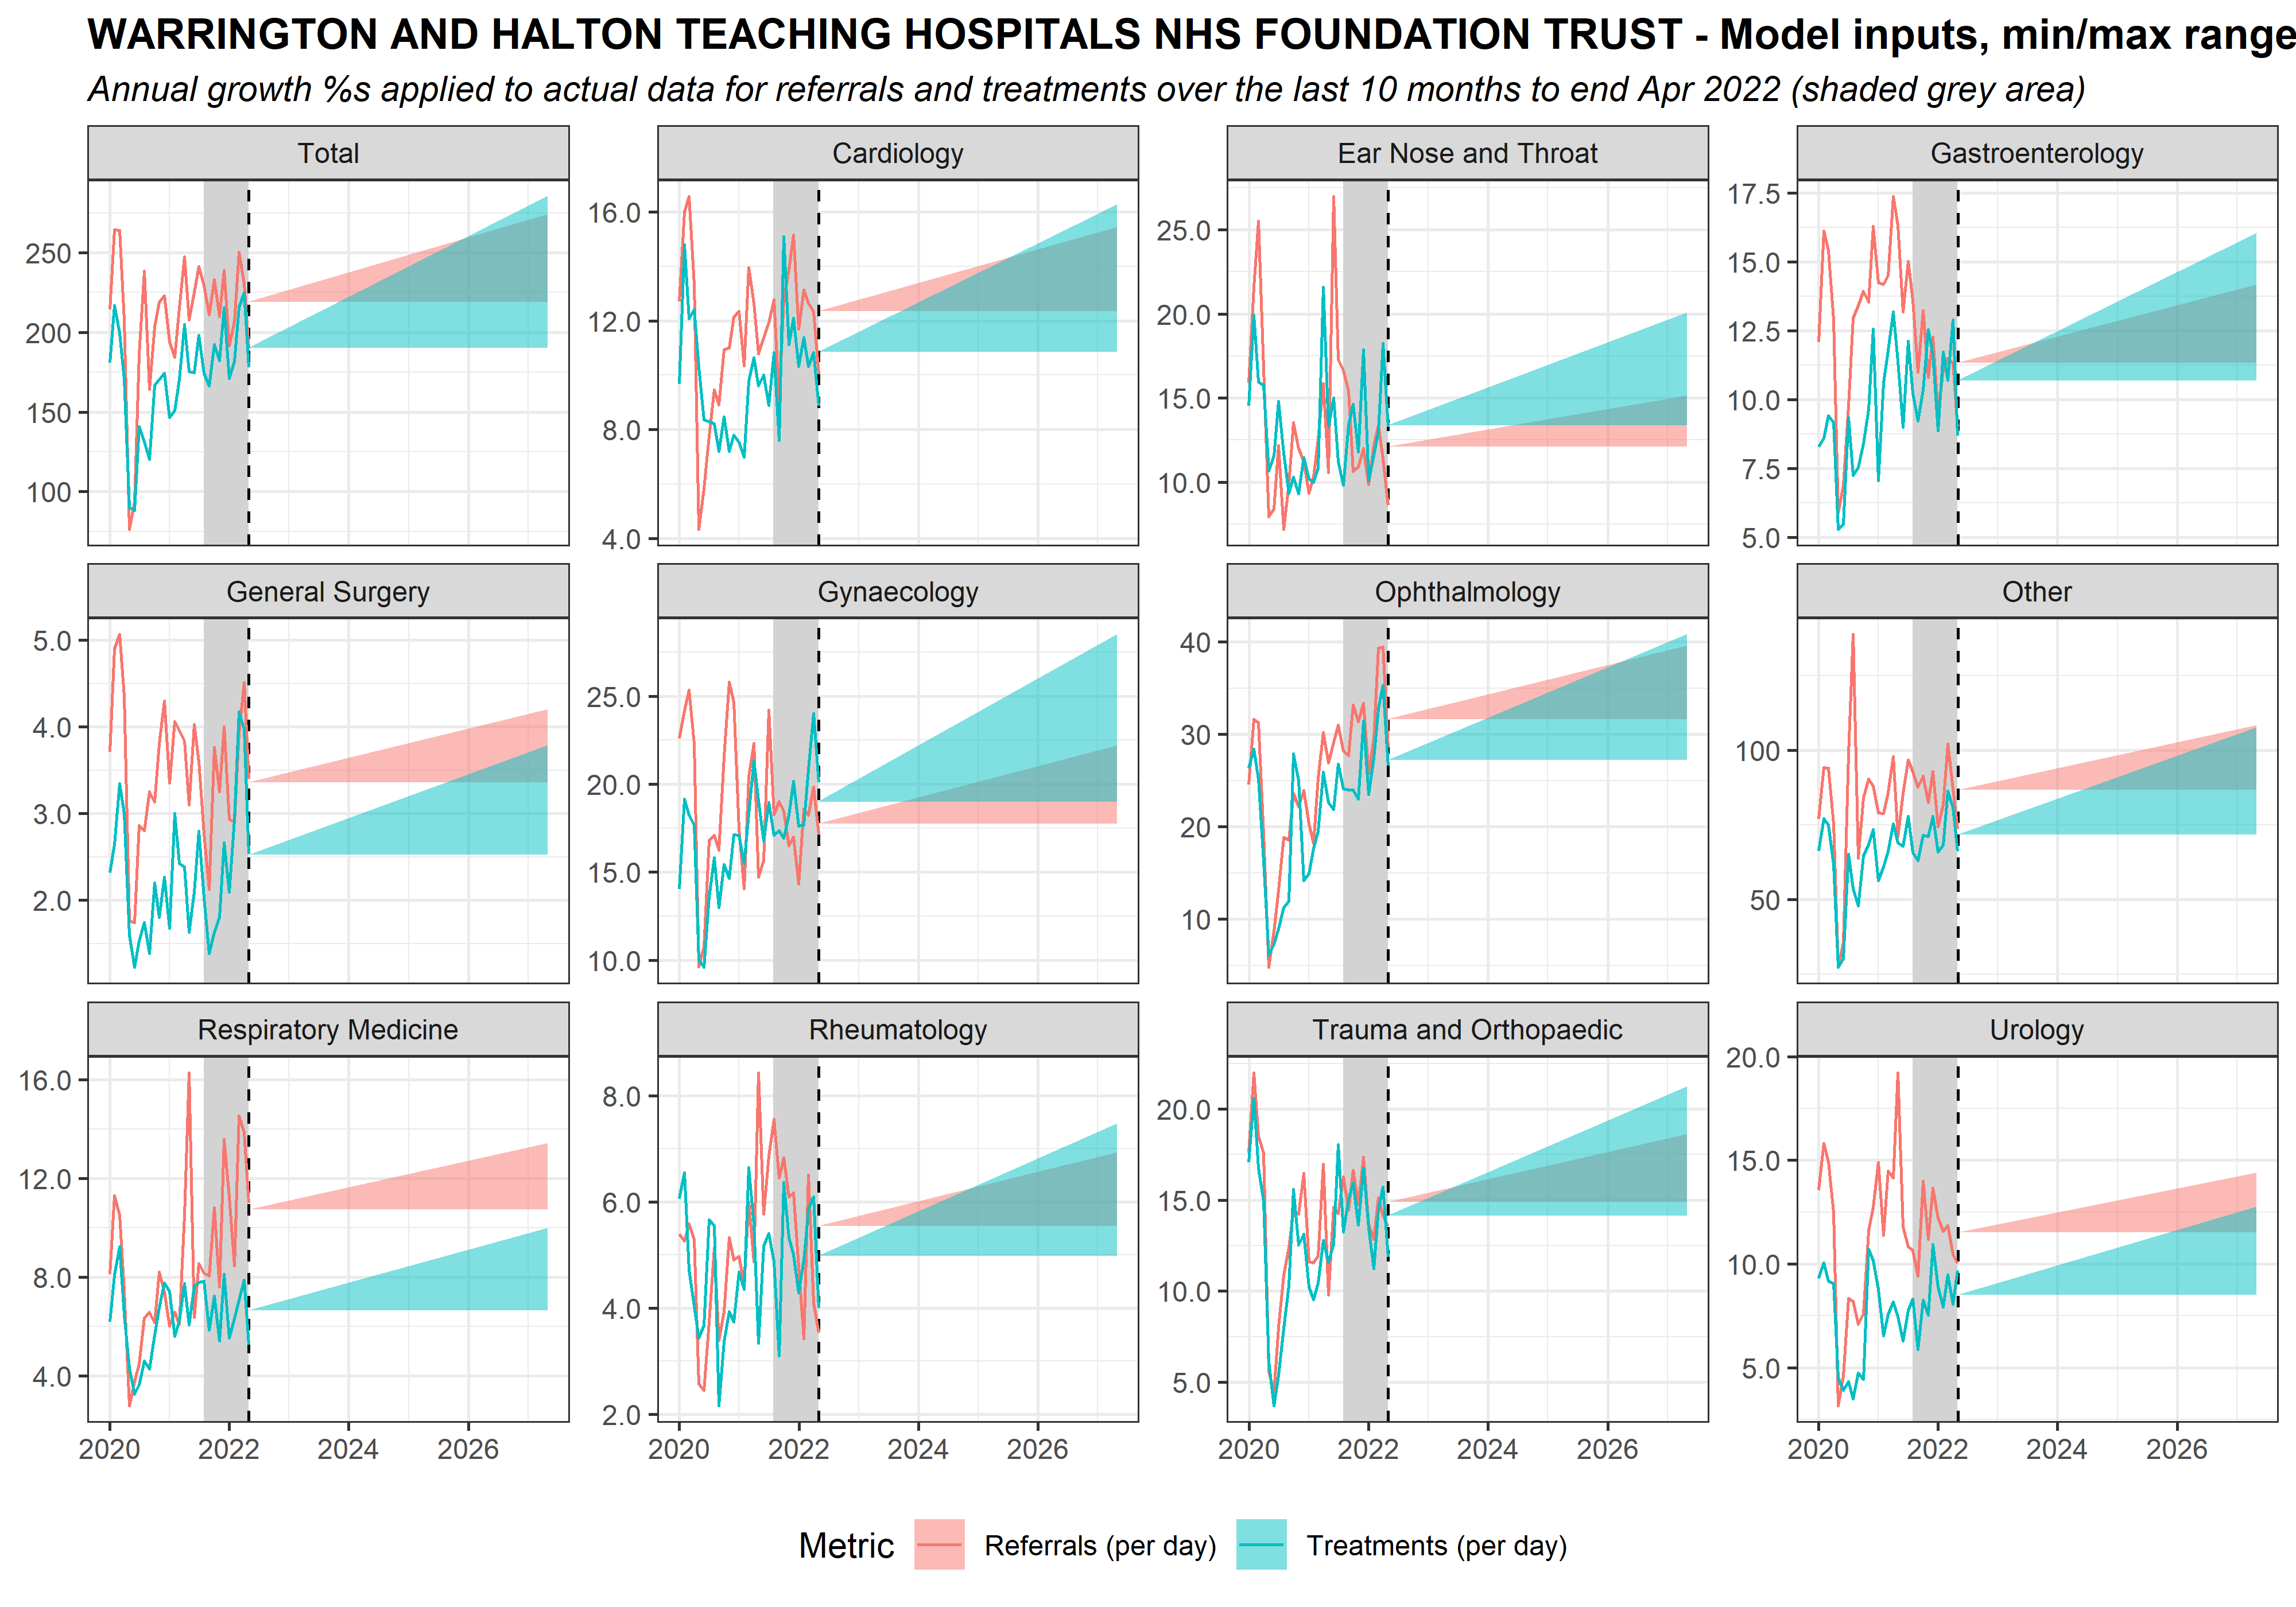 WARRINGTON AND HALTON TEACHING HOSPITALS NHS FOUNDATION TRUST - Model inputs, min/max range
Annual growth %s applied to actual data for referrals and treatments over the last 10 months to end Apr 2022 (shaded grey area)
Total
Cardiology
Ear Nose and Throat
Gastroenterology
250
200
150
100
16.0
12.0
8.0
4.0
25.0
20.0
15.0
10.0
17.5
15.0
12.5
10.0
7.5
5.0
General Surgery
Gynaecology
Ophthalmology
Other
5.0
4.0
3.0
2.0
25.0
20.0
15.0
10.0
40
30
20
10
100
50
Respiratory Medicine
Rheumatology
Trauma and Orthopaedic
Urology
16.0
12.0
8.0
4.0
8.0
6.0
4.0
2.0
20.0
15.0
10.0
5.0
20.0
15.0
10.0
5.0
2020 2022 2024 2026
2020 2022 2024 2026
2020 2022 2024 2026
2020 2022 2024 2026
Metric Referrals (per day) Treatments (per day)